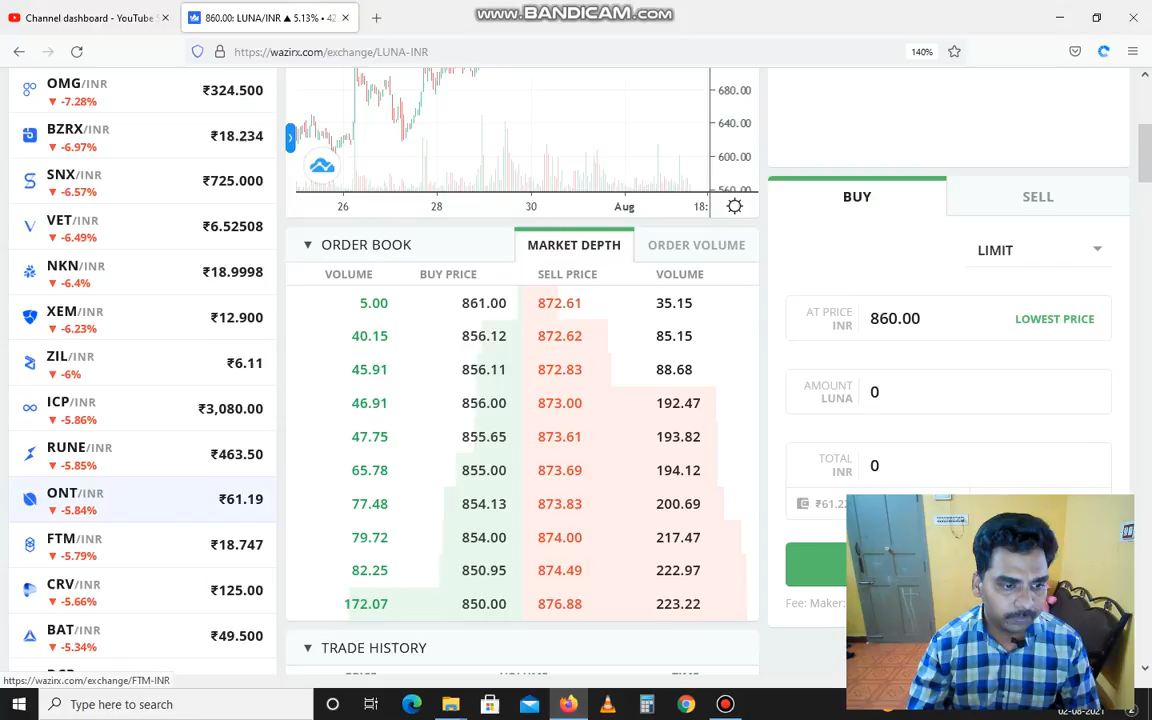 Channel dashboard - YouTube
860.00: LUNA/INR ▲ 5.13% • 42
WWW.BANDICAM.COM
https://wazirx.com/exchange/LUNA-INR
140%
OMG/INR ₹324.500
▼ -7.28%
BZRX/INR ₹18.234
▼ -6.97%
SNX/INR ₹725.000
▼ -6.57%
VET/INR ₹6.52508
▼ -6.49%
NKN/INR ₹18.9998
▼ -6.4%
XEM/INR ₹12.900
▼ -6.23%
ZIL/INR ₹6.11
▼ -6%
ICP/INR ₹3,080.00
▼ -5.86%
RUNE/INR ₹463.50
▼ -5.85%
ONT/INR ₹61.19
▼ -5.84%
FTM/INR ₹18.747
▼ -5.79%
CRV/INR ₹125.00
▼ -5.66%
BAT/INR ₹49.500
▼ -5.34%
https://wazirx.com/exchange/FTM-INR
680.00
640.00
600.00
560.00
26 28 30 Aug 18:
▼ ORDER BOOK MARKET DEPTH ORDER VOLUME
VOLUME BUY PRICE SELL PRICE VOLUME
5.00 861.00 872.61 35.15
40.15 856.12 872.62 85.15
45.91 856.11 872.83 88.68
46.91 856.00 873.00 192.47
47.75 855.65 873.61 193.82
65.78 855.00 873.69 194.12
77.48 854.13 873.83 200.69
79.72 854.00 874.00 217.47
82.25 850.95 874.49 222.97
172.07 850.00 876.88 223.22
▼ TRADE HISTORY
BUY SELL
LIMIT
AT PRICE
INR
860.00 LOWEST PRICE
AMOUNT
LUNA
0
TOTAL
INR
0
Fee: Maker:
Type here to search
02-08-2021